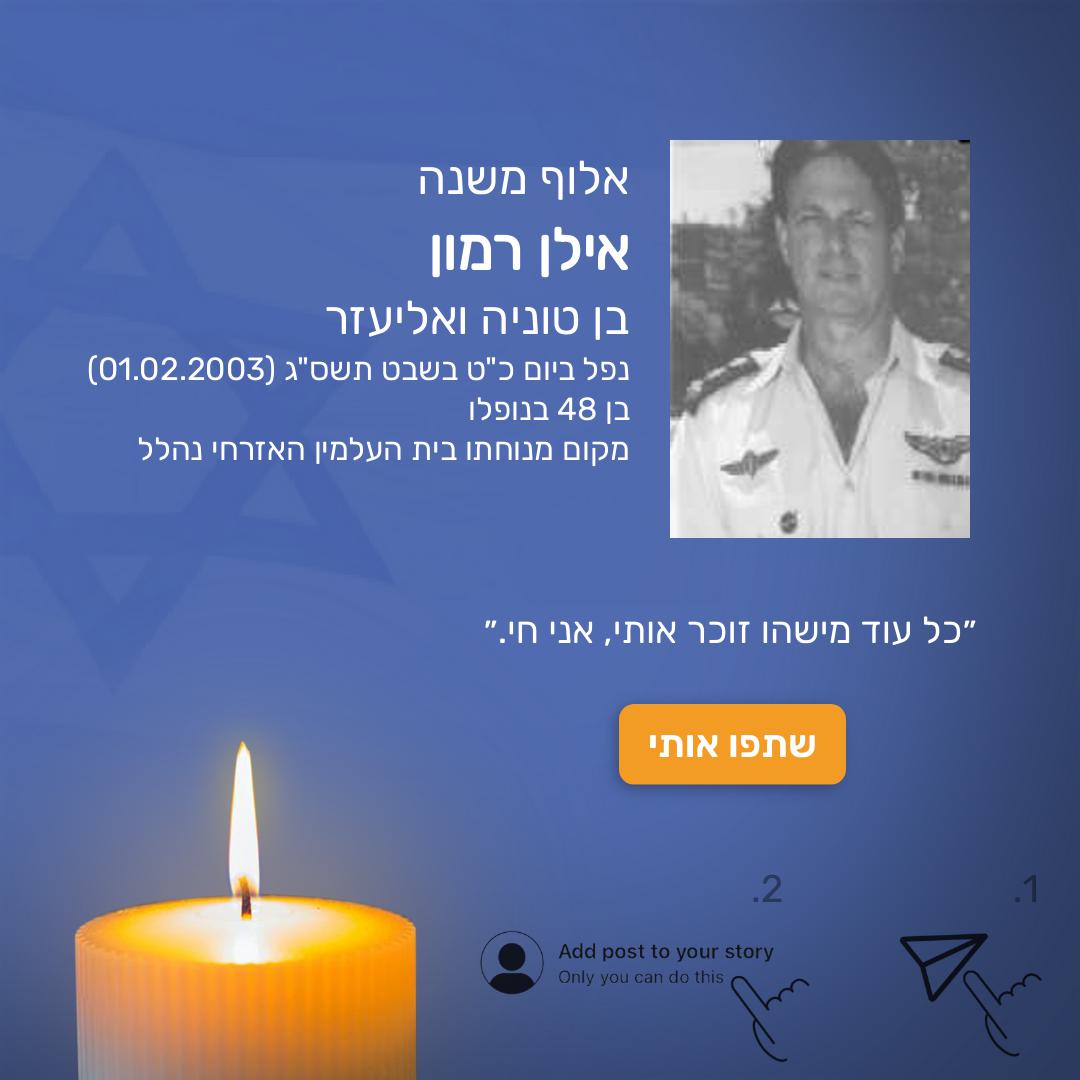 אלוף משנה
אילן רמון
בן טוניה ואליעזר
נפל ביום כ"ט בשבט תשס"ג (01.02.2003)
בן 48 בנופלו
מקום מנוחתו בית העלמין האזרחי נהלל
״כל עוד מישהו זוכר אותי, אני חי.״
שתפו אותי
.1
.2
Add post to your story
Only you can do this